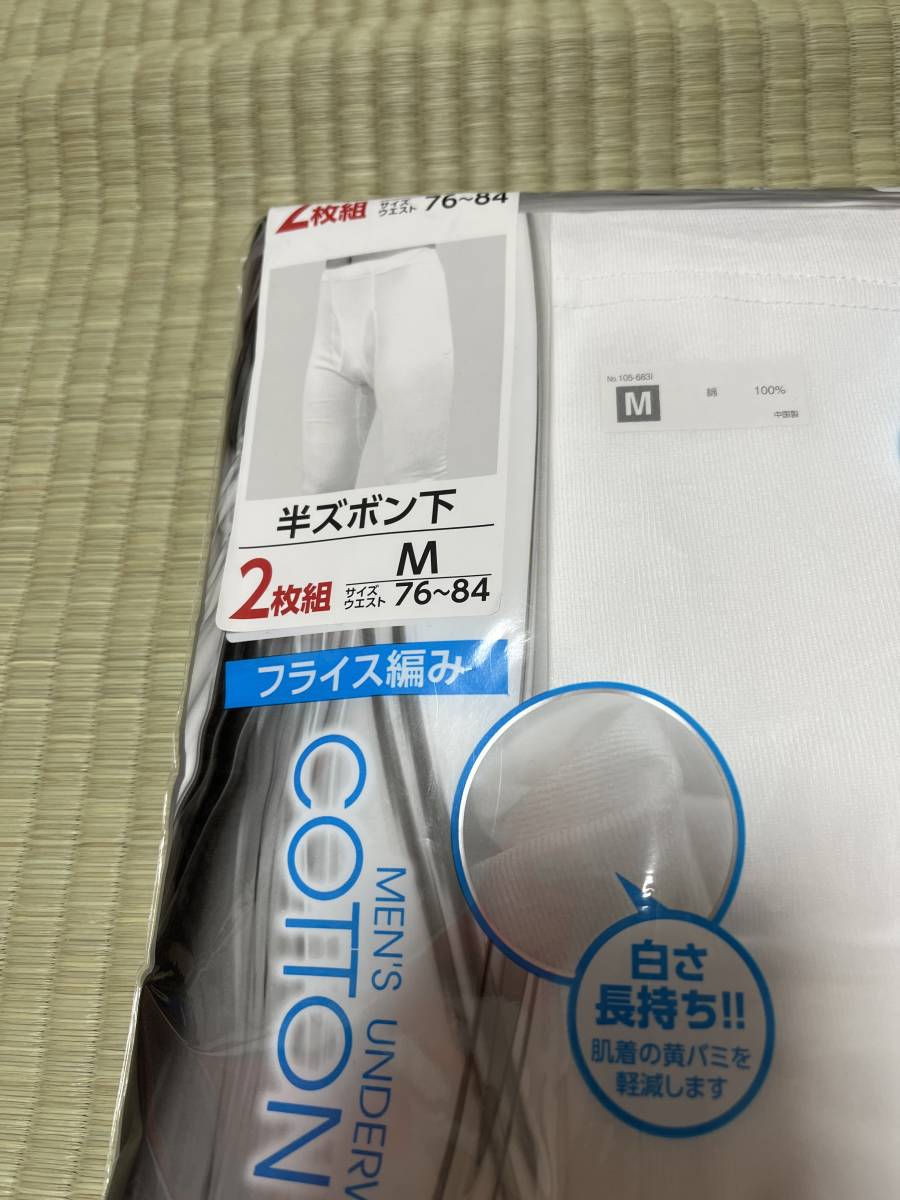 2枚組 サイズ ウエスト 76~84
No.105-6831
M 綿 100%
中国製
半ズボン下
M
2枚組 サイズ ウエスト 76~84
フライス編み
COTTON
MEN'S UNDERW
白さ
長持ち!!
肌着の黄バミを
軽減します